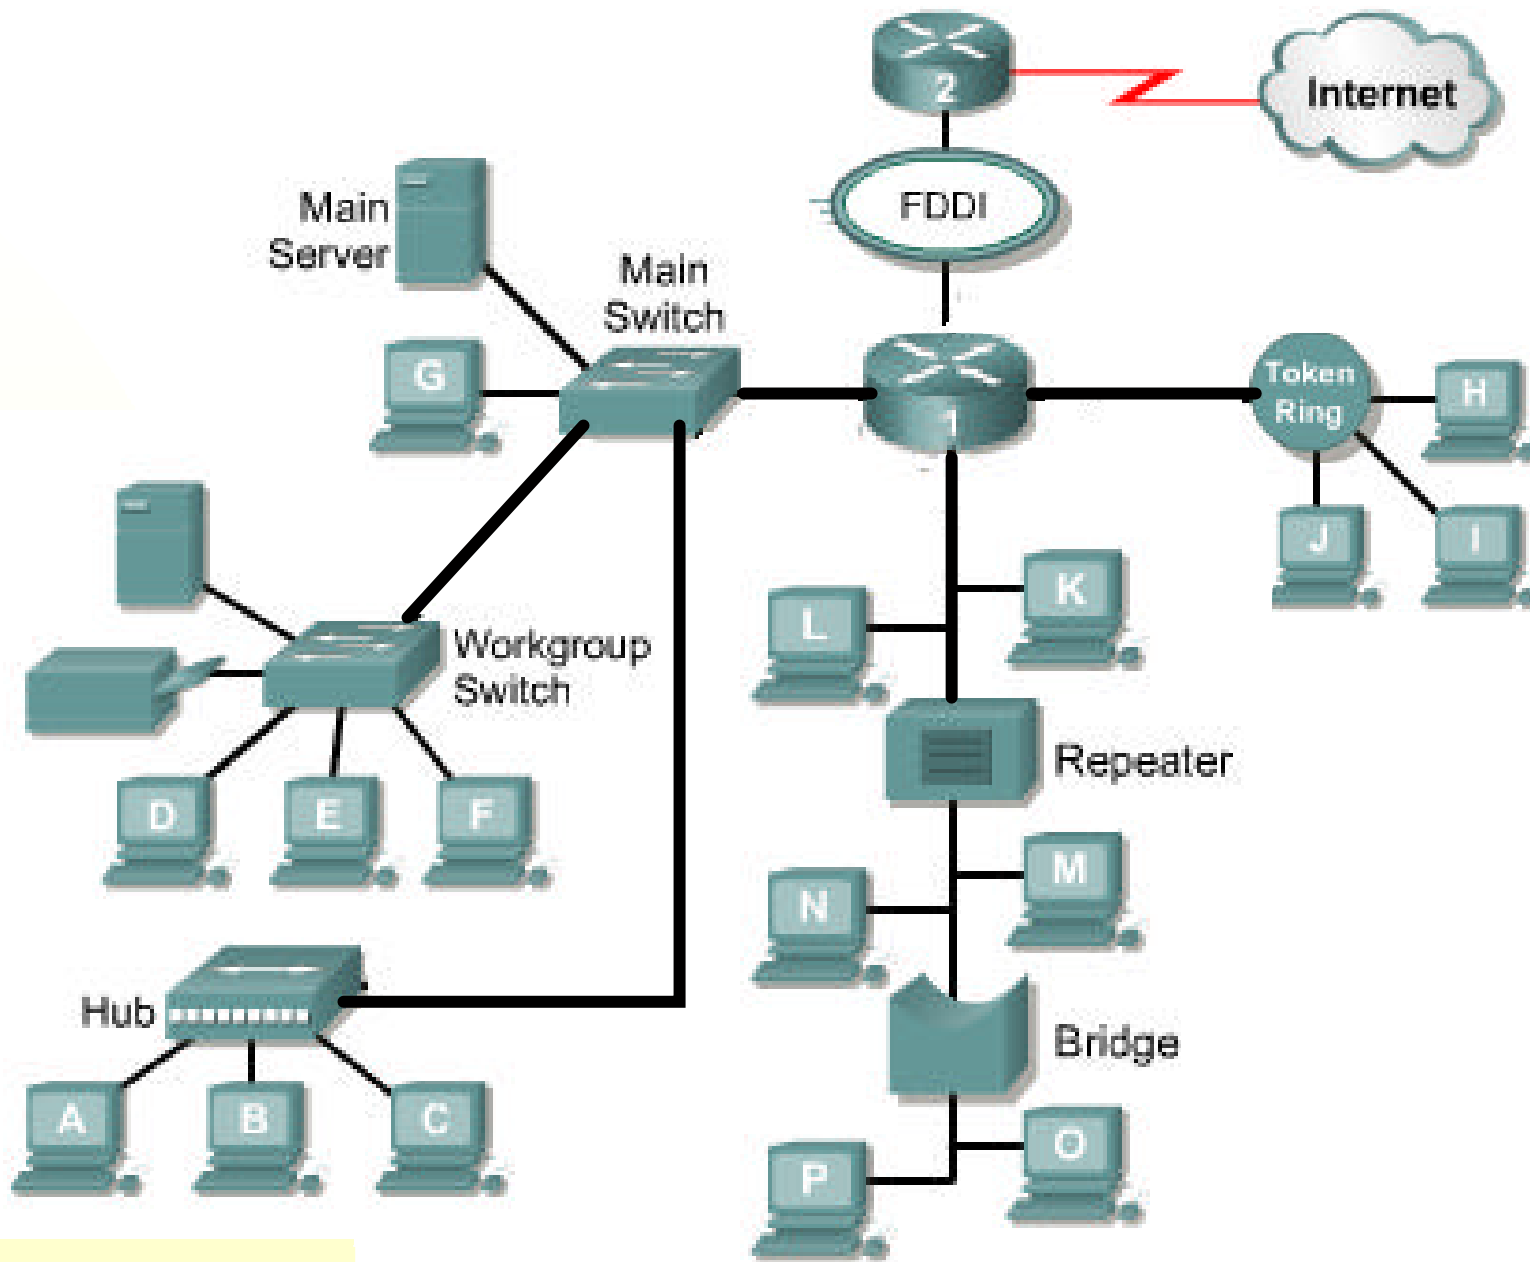 2
Internet
FDDI
Main
Server
Main
Switch
G
1
Token
Ring
H
J
I
K
L
Workgroup
Switch
Repeater
D
E
F
M
N
Hub
Bridge
A
B
C
O
P